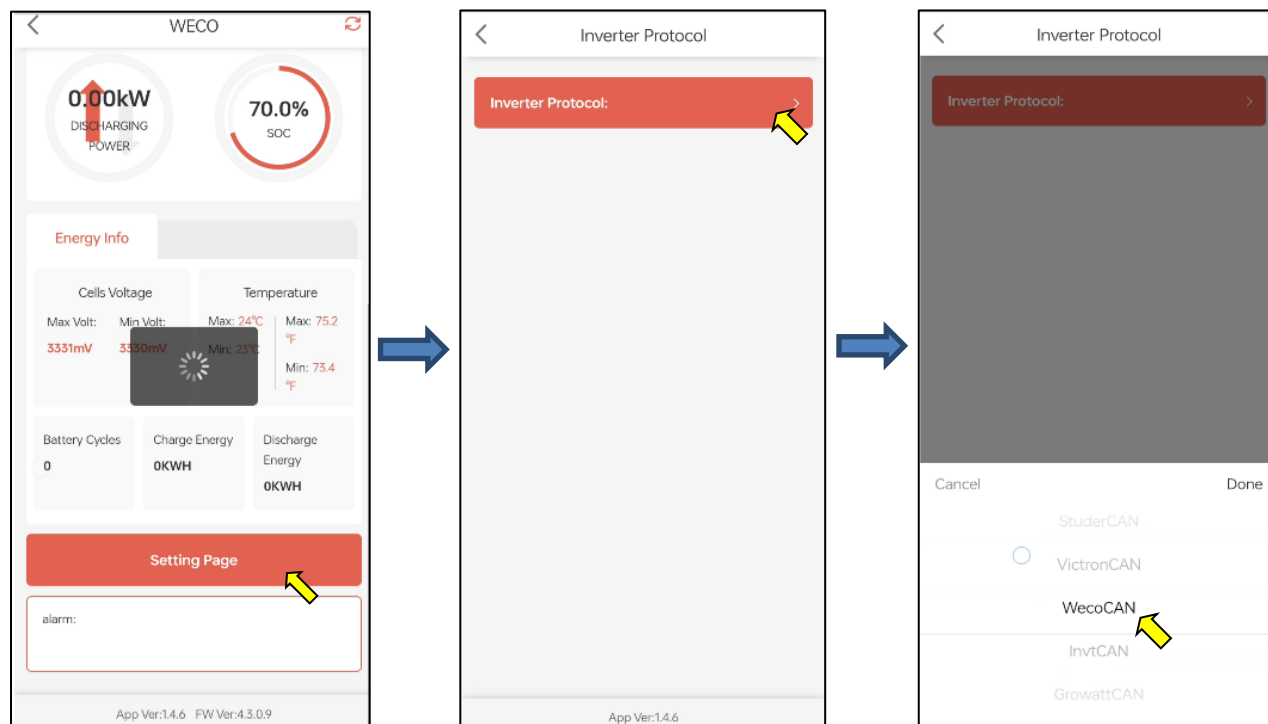 WECO
0.00kW
DISCHARGING
POWER
70.0%
SOC
Energy Info
Cells Voltage
Max Volt:
Min Volt:
3331mV
3330mV
Temperature
Max: 24℃
Min: 23℃
Max: 75.2
℉
Min: 73.4
℉
Battery Cycles
0
Charge Energy
0KWH
Discharge
Energy
0KWH
Setting Page
alarm:
App Ver:1.4.6 FW Ver:4.3.0.9
Inverter Protocol
Inverter Protocol:
App Ver:1.4.6
Inverter Protocol
Inverter Protocol:
Cancel
Done
StuderCAN
VictronCAN
WecoCAN
InvtCAN
GrowattCAN